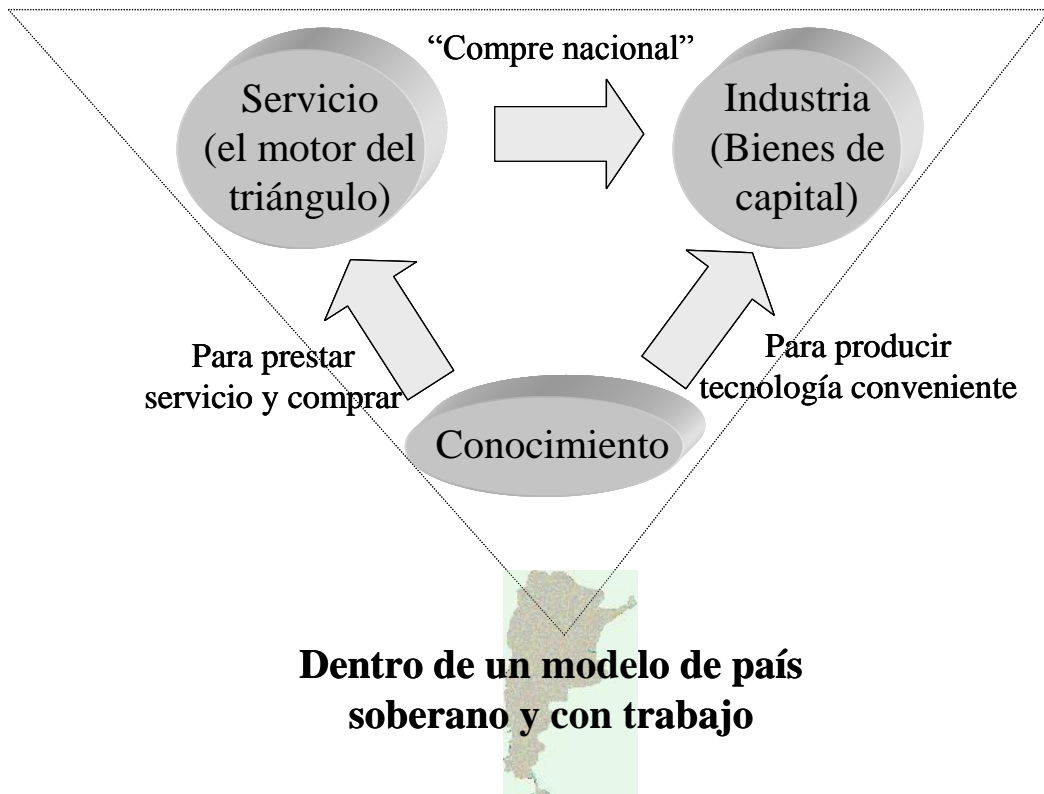 “Compre nacional”
Servicio
(el motor del
triángulo)
Industria
(Bienes de
capital)
Para prestar
servicio y comprar
Para producir
tecnología conveniente
Conocimiento
Dentro de un modelo de país
soberano y con trabajo